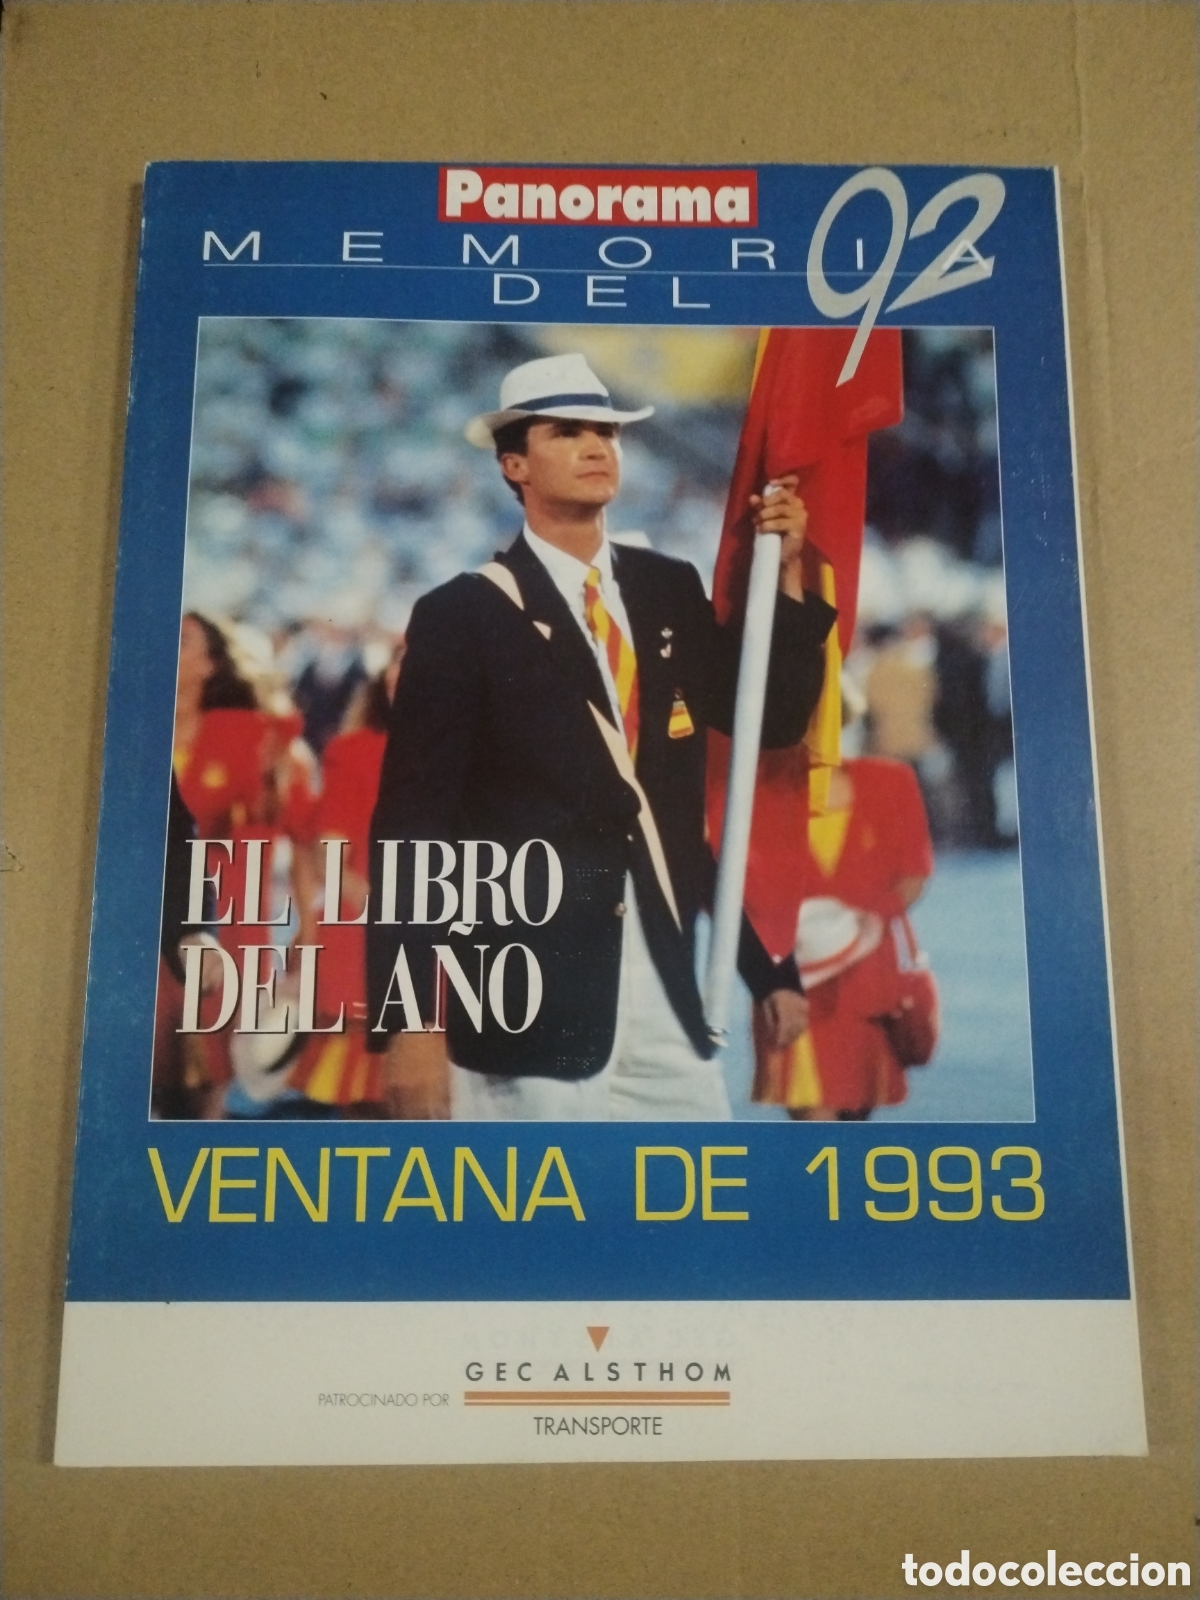 Panorama
MEMORIA
DEL 92
EL LIBRO
DEL AÑO
VENTANA DE 1993
GEC ALSTHOM
PATROCINADO POR
TRANSPORTE
todocoleccion